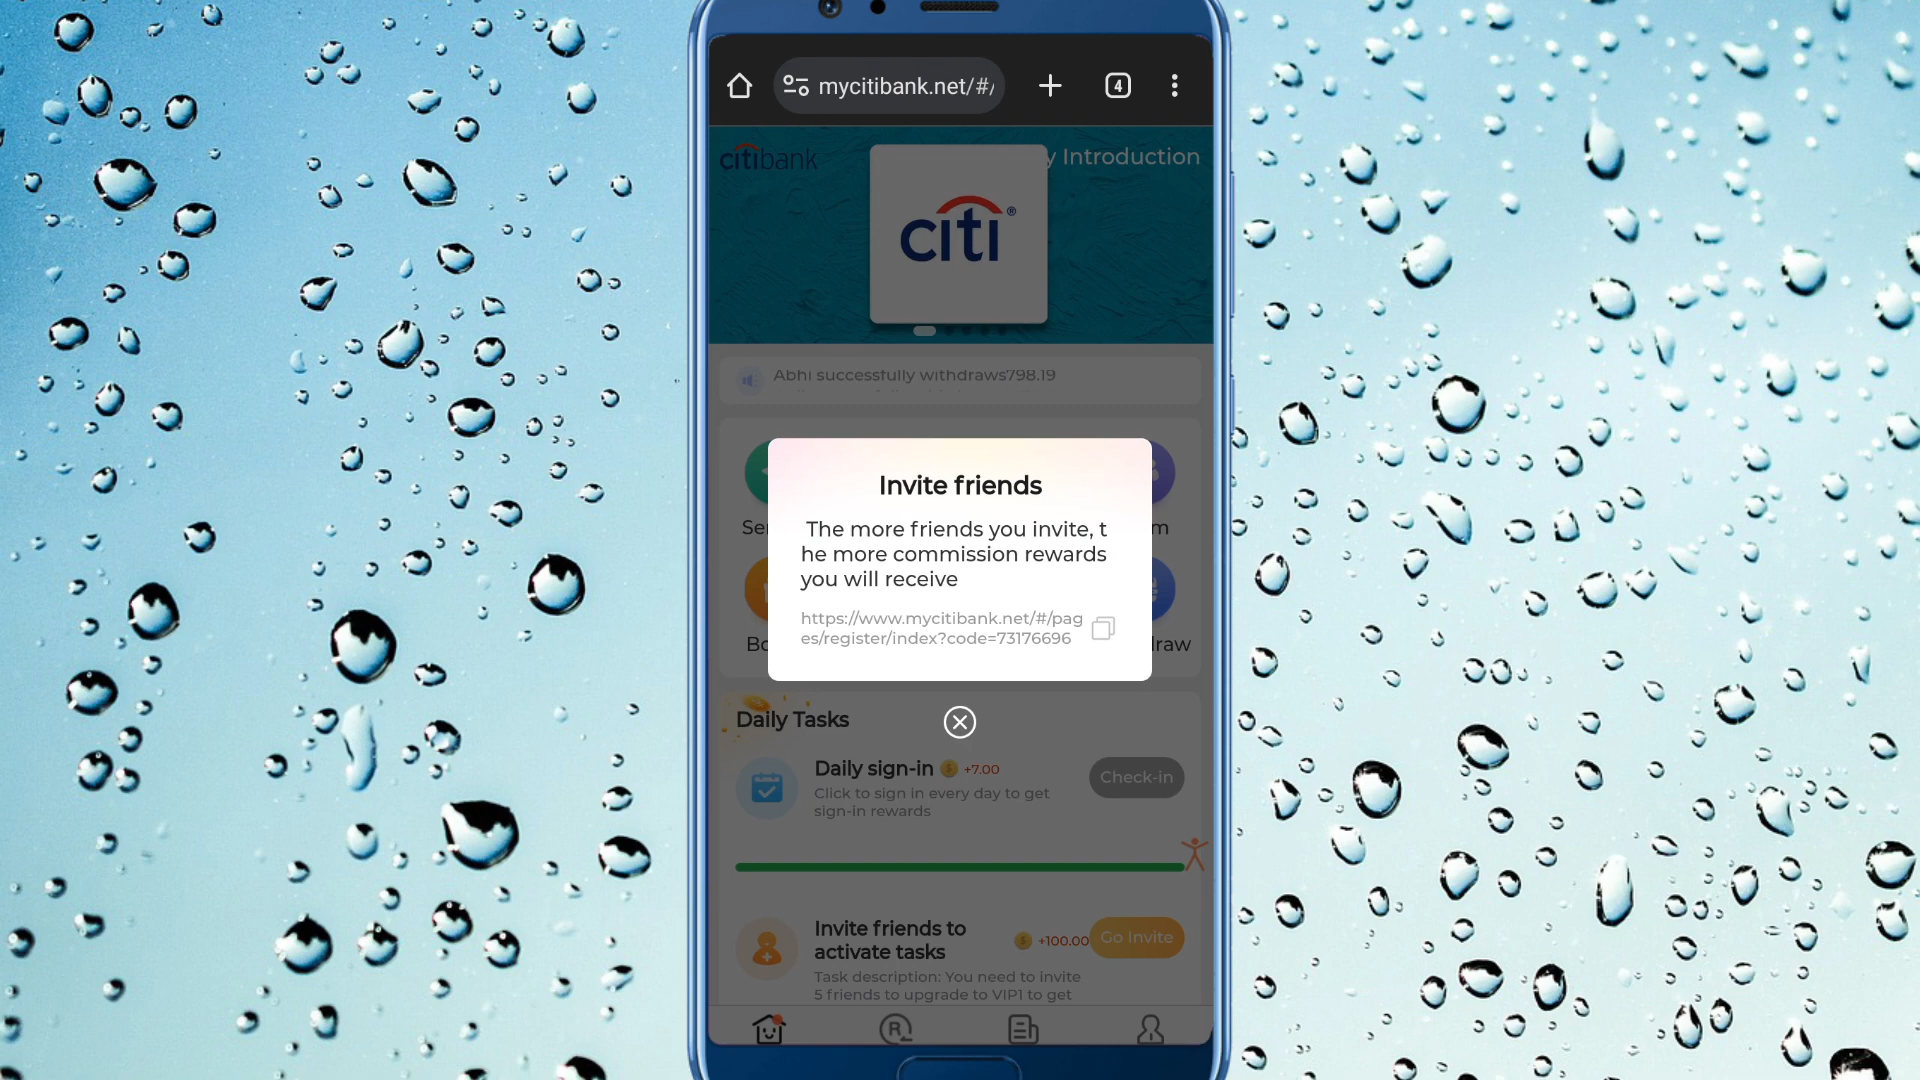 mycitibank.net/#/
4
citibank
y Introduction
citi®
Abhi successfully withdraws798.19
Invite friends
The more friends you invite, t
he more commission rewards
you will receive
https://www.mycitibank.net/#/pag
es/register/index?code=73176696
Se
m
Bo
raw
Daily Tasks
Daily sign-in +7.00
Check-in
Click to sign in every day to get
sign-in rewards
Invite friends to
activate tasks
+100.00
Go Invite
Task description: You need to invite
5 friends to upgrade to VIP1 to get
R